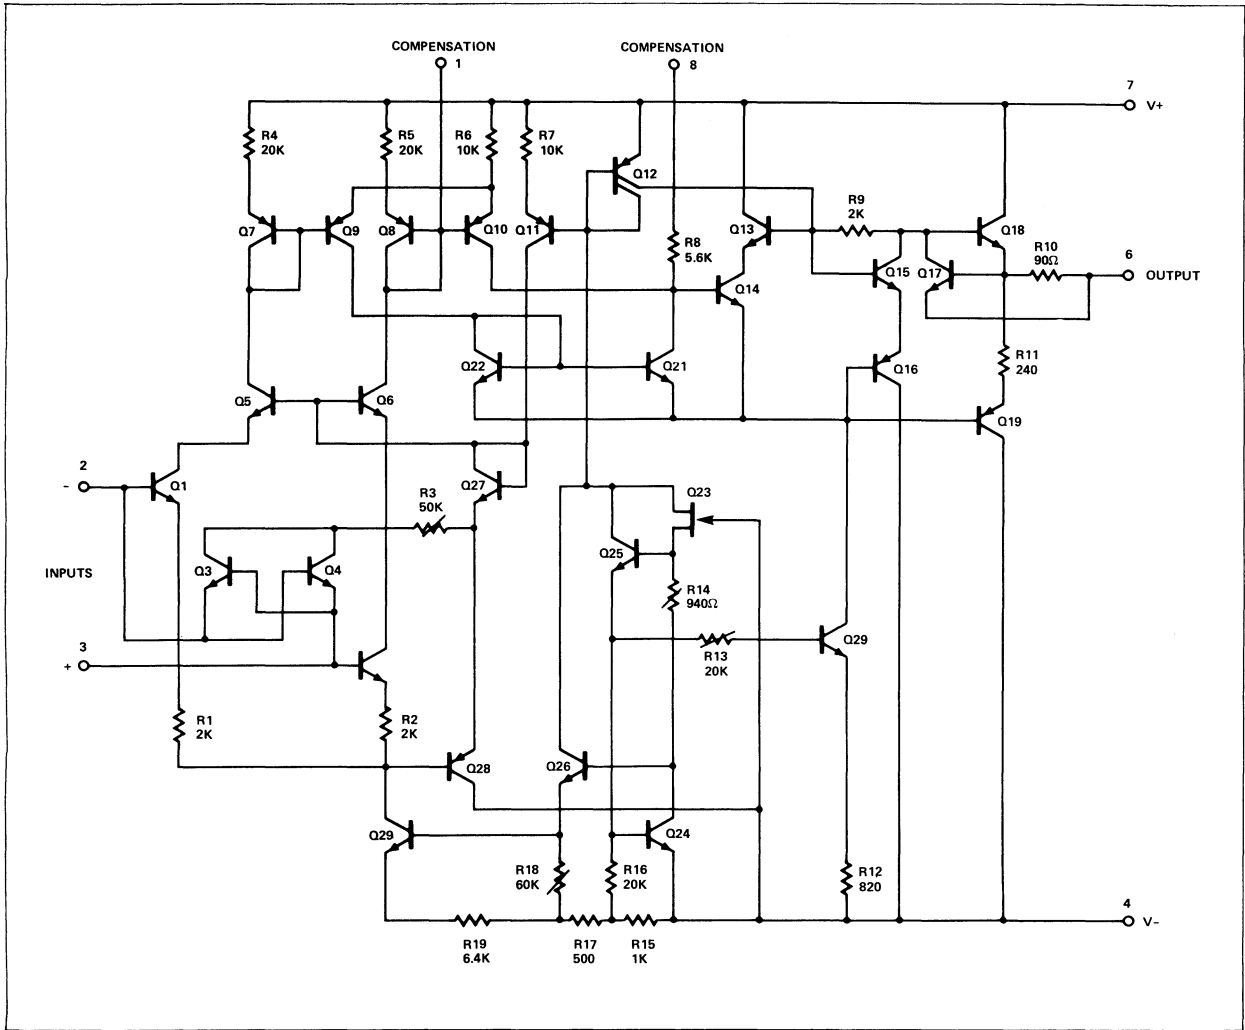 COMPENSATION
1
COMPENSATION
8
7
V+
R4
20K
R5
20K
R6
10K
R7
10K
Q12
R9
2K
Q7
Q9
Q8
Q10
Q11
R8
5.6K
Q13
Q18
R10
90Ω
6
OUTPUT
Q14
Q15
Q17
Q22
Q21
Q16
R11
240
Q5
Q6
Q19
2
-
Q1
Q27
R3
50K
Q23
INPUTS
Q3
Q4
Q25
R14
940Ω
3
+
R13
20K
Q29
R1
2K
R2
2K
Q28
Q26
Q29
Q24
R18
60K
R16
20K
R12
820
4
V-
R19
6.4K
R17
500
R15
1K